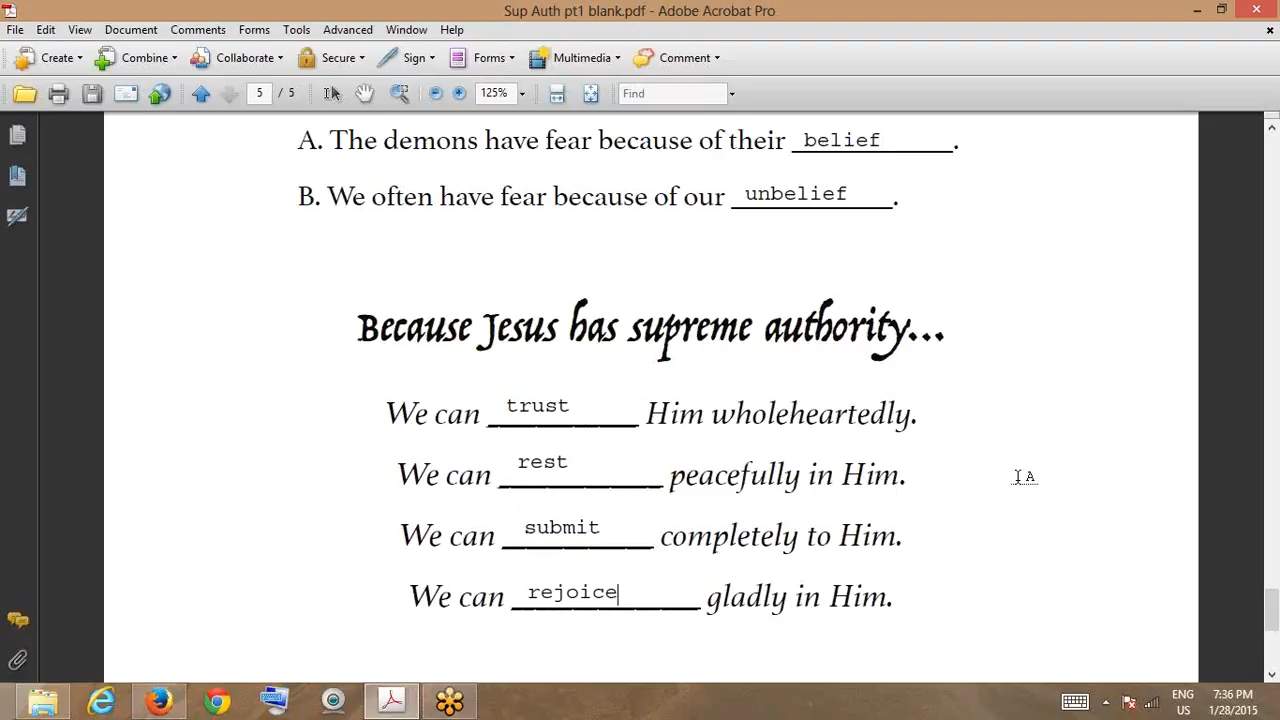 Sup Auth pt1 blank.pdf - Adobe Acrobat Pro
File Edit View Document Comments Forms Tools Advanced Window Help
Create Combine Collaborate Secure Sign Forms Multimedia Comment
5 / 5 125% Find
A. The demons have fear because of their belief.
B. We often have fear because of our unbelief.
Because Jesus has supreme authority...
We can trust Him wholeheartedly.
We can rest peacefully in Him.
We can submit completely to Him.
We can rejoice gladly in Him.
A
ENG 7:36 PM
US 1/28/2015